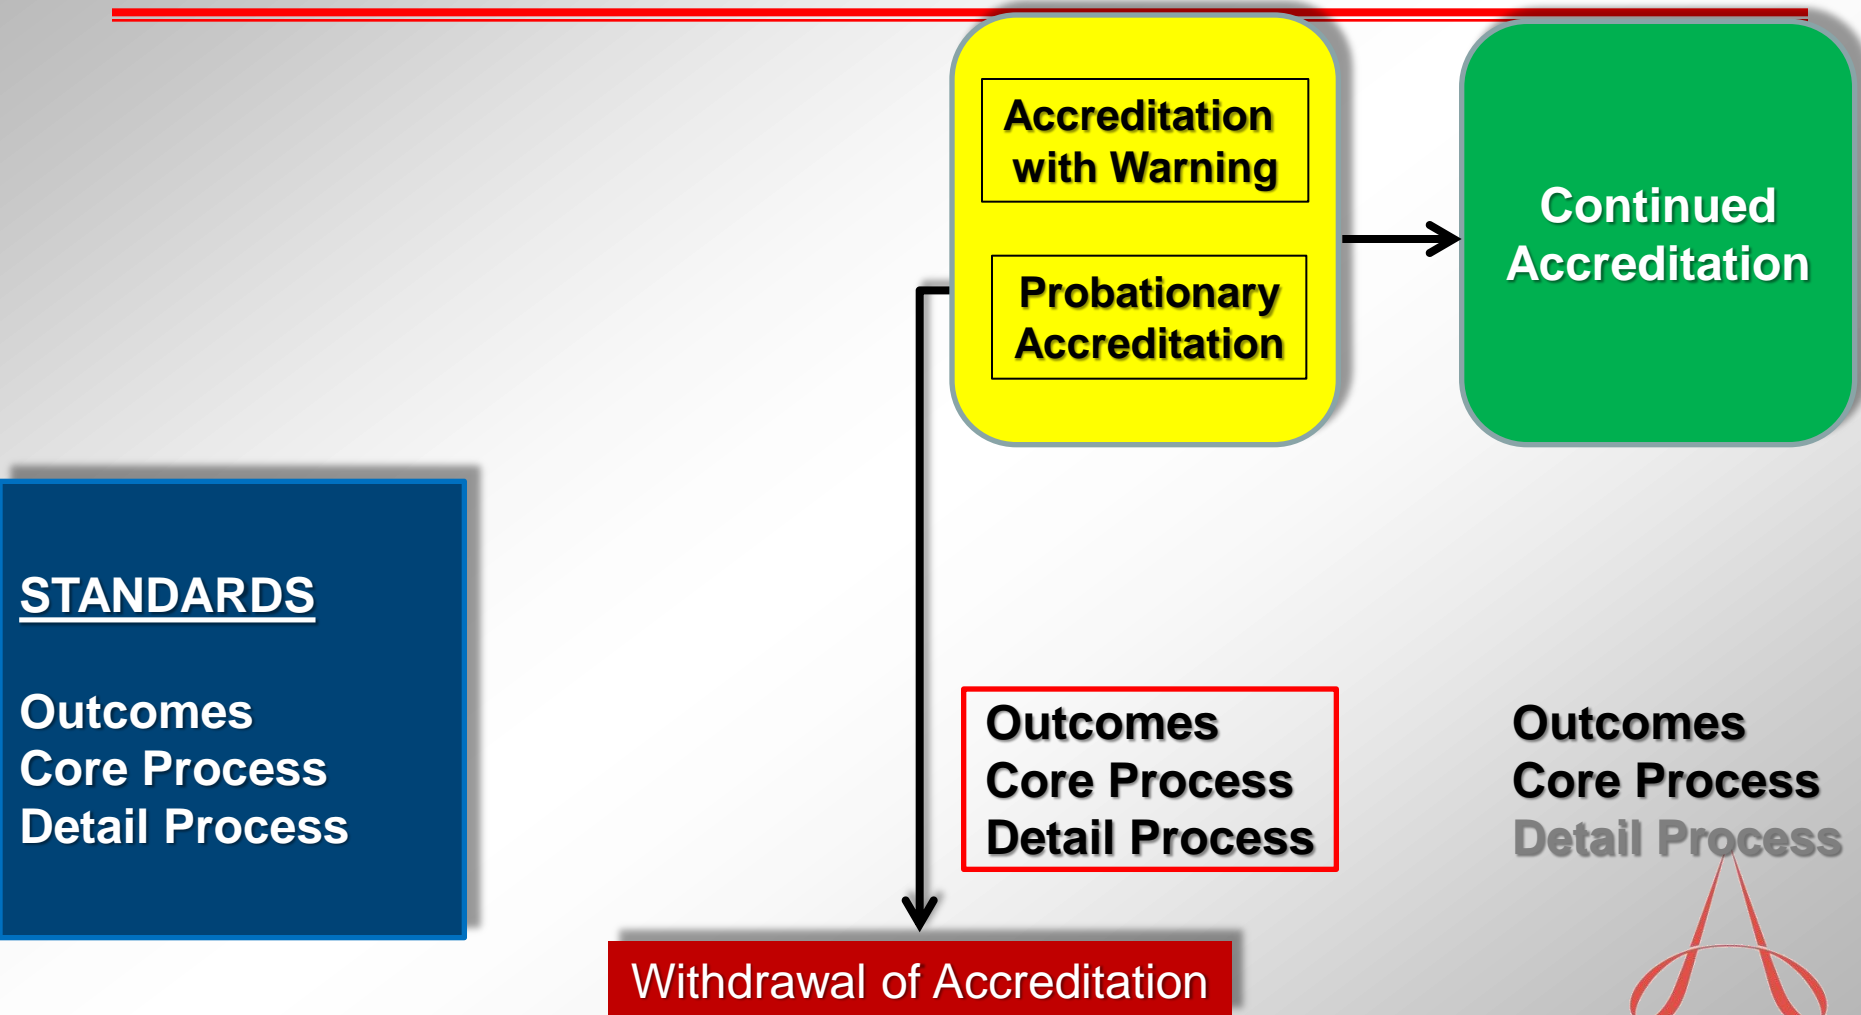 Accreditation
with Warning
Probationary
Accreditation
Continued
Accreditation
STANDARDS
Outcomes
Core Process
Detail Process
Outcomes
Core Process
Detail Process
Outcomes
Core Process
Detail Process
Withdrawal of Accreditation